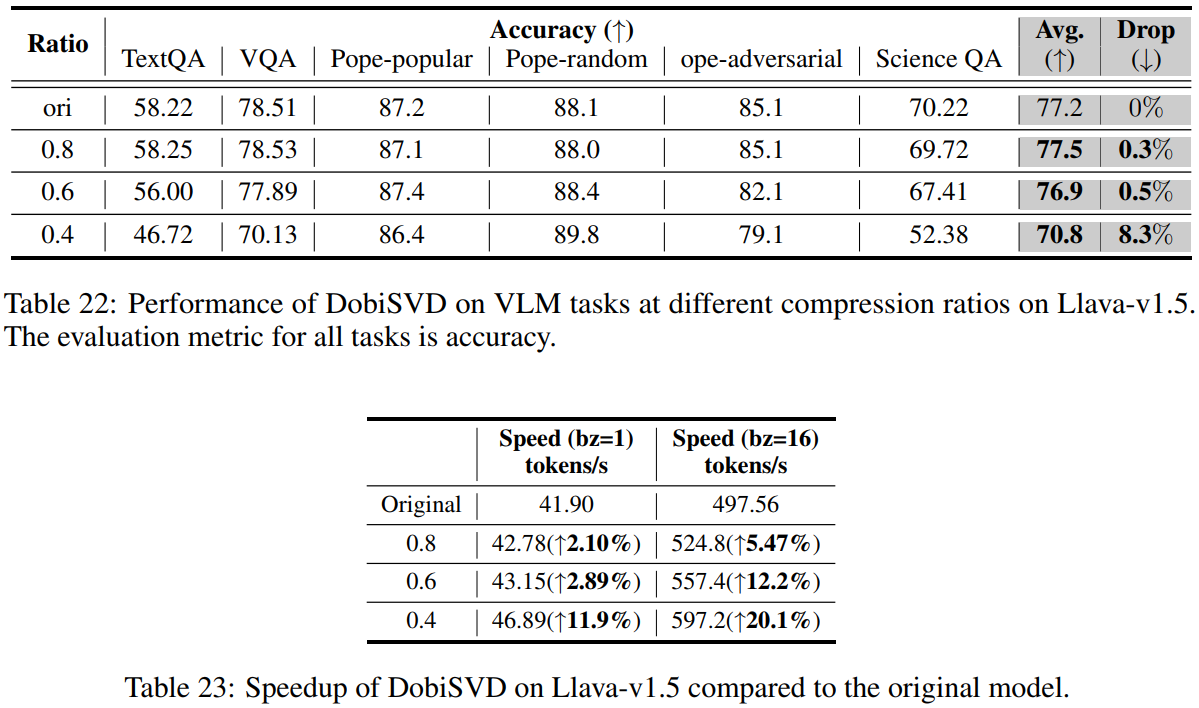 Ratio Accuracy (↑) Avg. Drop
TextQA VQA Pope-popular Pope-random ope-adversarial Science QA (↑) (↓)
ori 58.22 78.51 87.2 88.1 85.1 70.22 77.2 0%
0.8 58.25 78.53 87.1 88.0 85.1 69.72 77.5 0.3%
0.6 56.00 77.89 87.4 88.4 82.1 67.41 76.9 0.5%
0.4 46.72 70.13 86.4 89.8 79.1 52.38 70.8 8.3%
Table 22: Performance of DobiSVD on VLM tasks at different compression ratios on Llava-v1.5.
The evaluation metric for all tasks is accuracy.
Speed (bz=1) Speed (bz=16)
tokens/s tokens/s
Original 41.90 497.56
0.8 42.78(↑2.10%) 524.8(↑5.47%)
0.6 43.15(↑2.89%) 557.4(↑12.2%)
0.4 46.89(↑11.9%) 597.2(↑20.1%)
Table 23: Speedup of DobiSVD on Llava-v1.5 compared to the original model.